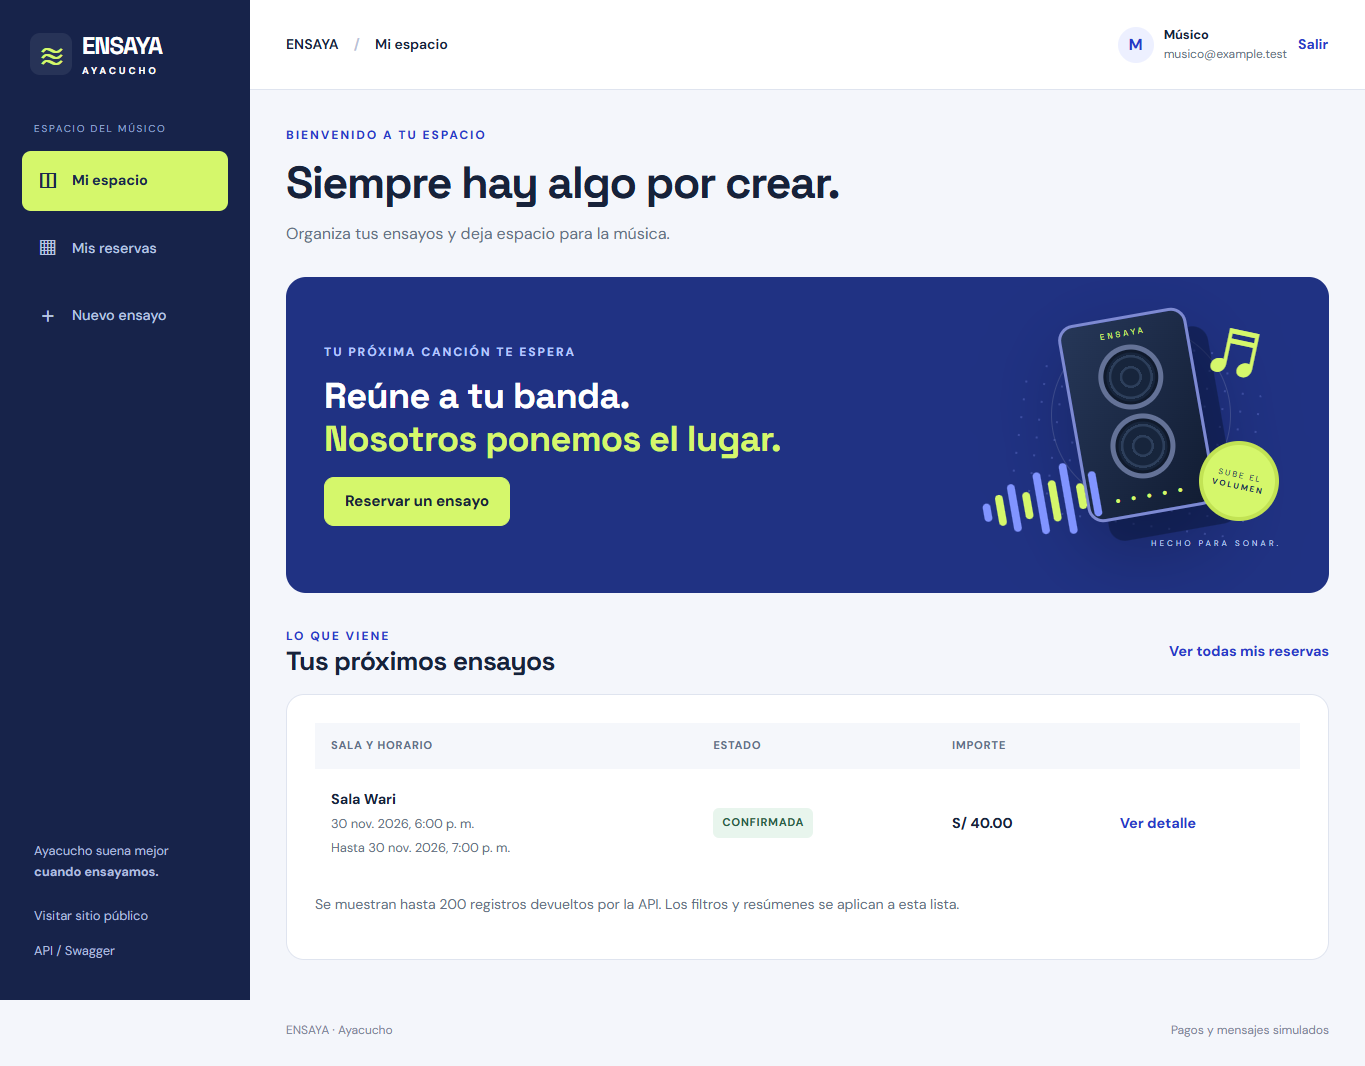 ENSAYA
AYACUCHO
ESPACIO DEL MÚSICO
Mi espacio
Mis reservas
Nuevo ensayo
Ayacucho suena mejor
cuando ensayamos.
Visitar sitio público
API / Swagger
ENSAYA / Mi espacio
M
Músico
musico@example.test
Salir
BIENVENIDO A TU ESPACIO
Siempre hay algo por crear.
Organiza tus ensayos y deja espacio para la música.
TU PRÓXIMA CANCIÓN TE ESPERA
Reúne a tu banda.
Nosotros ponemos el lugar.
Reservar un ensayo
ENSAYA
SUBE EL
VOLUMEN
HECHO PARA SONAR.
LO QUE VIENE
Tus próximos ensayos
Ver todas mis reservas
SALA Y HORARIO ESTADO IMPORTE
Sala Wari
30 nov. 2026, 6:00 p. m.
Hasta 30 nov. 2026, 7:00 p. m.
CONFIRMADA
S/ 40.00
Ver detalle
Se muestran hasta 200 registros devueltos por la API. Los filtros y resúmenes se aplican a esta lista.
ENSAYA · Ayacucho
Pagos y mensajes simulados